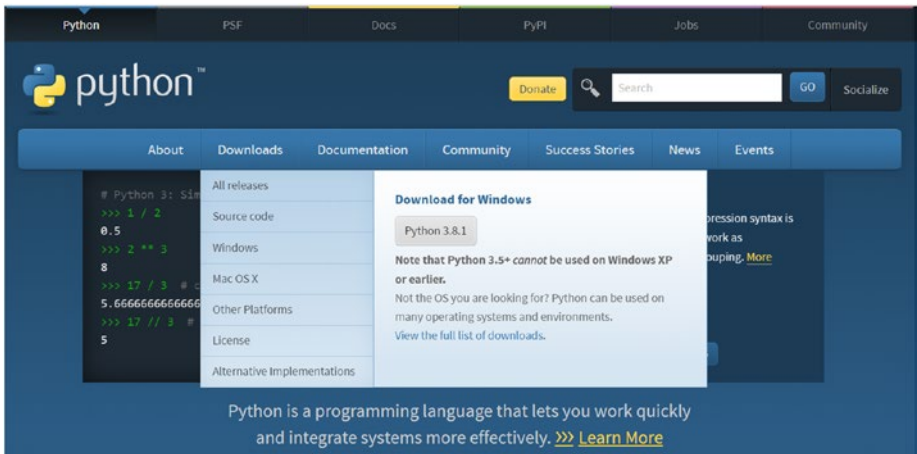 Python PSF Docs PyPI Jobs Community
python™
Donate Search GO Socialize
About Downloads Documentation Community Success Stories News Events
# Python 3: Sim
>>> 1 / 2
0.5
>>> 2 ** 3
8
>>> 17 / 3 # c
5.666666666666
>>> 17 // 3 #
5
All releases
Source code
Windows
Mac OS X
Other Platforms
License
Alternative Implementations
Download for Windows
Python 3.8.1
Note that Python 3.5+ cannot be used on Windows XP
or earlier.
Not the OS you are looking for? Python can be used on
many operating systems and environments.
View the full list of downloads.
pression syntax is
work as
ouping. More
Python is a programming language that lets you work quickly
and integrate systems more effectively. >>> Learn More